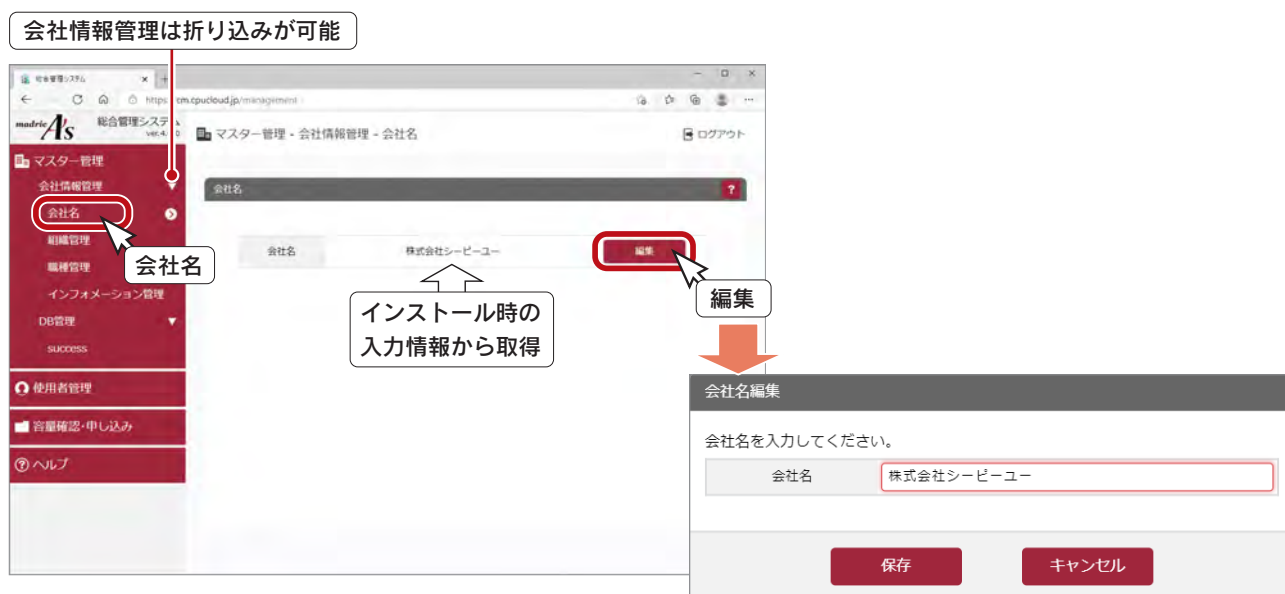 会社情報管理は折り込みが可能
総合管理システム
https://cm.cpucloud.jp/management
madric A's 総合管理システム
マスター管理 - 会社情報管理 - 会社名
ログアウト
マスター管理
会社情報管理 ▼
会社名
組織管理
職種管理
インフォメーション管理
DB管理 ▼
success
使用者管理
容量確認・申し込み
ヘルプ
会社名
会社名 ?
会社名 株式会社シーピーユー 編集
インストール時の
入力情報から取得
編集
会社名編集
会社名を入力してください。
会社名 株式会社シーピーユー
保存 キャンセル